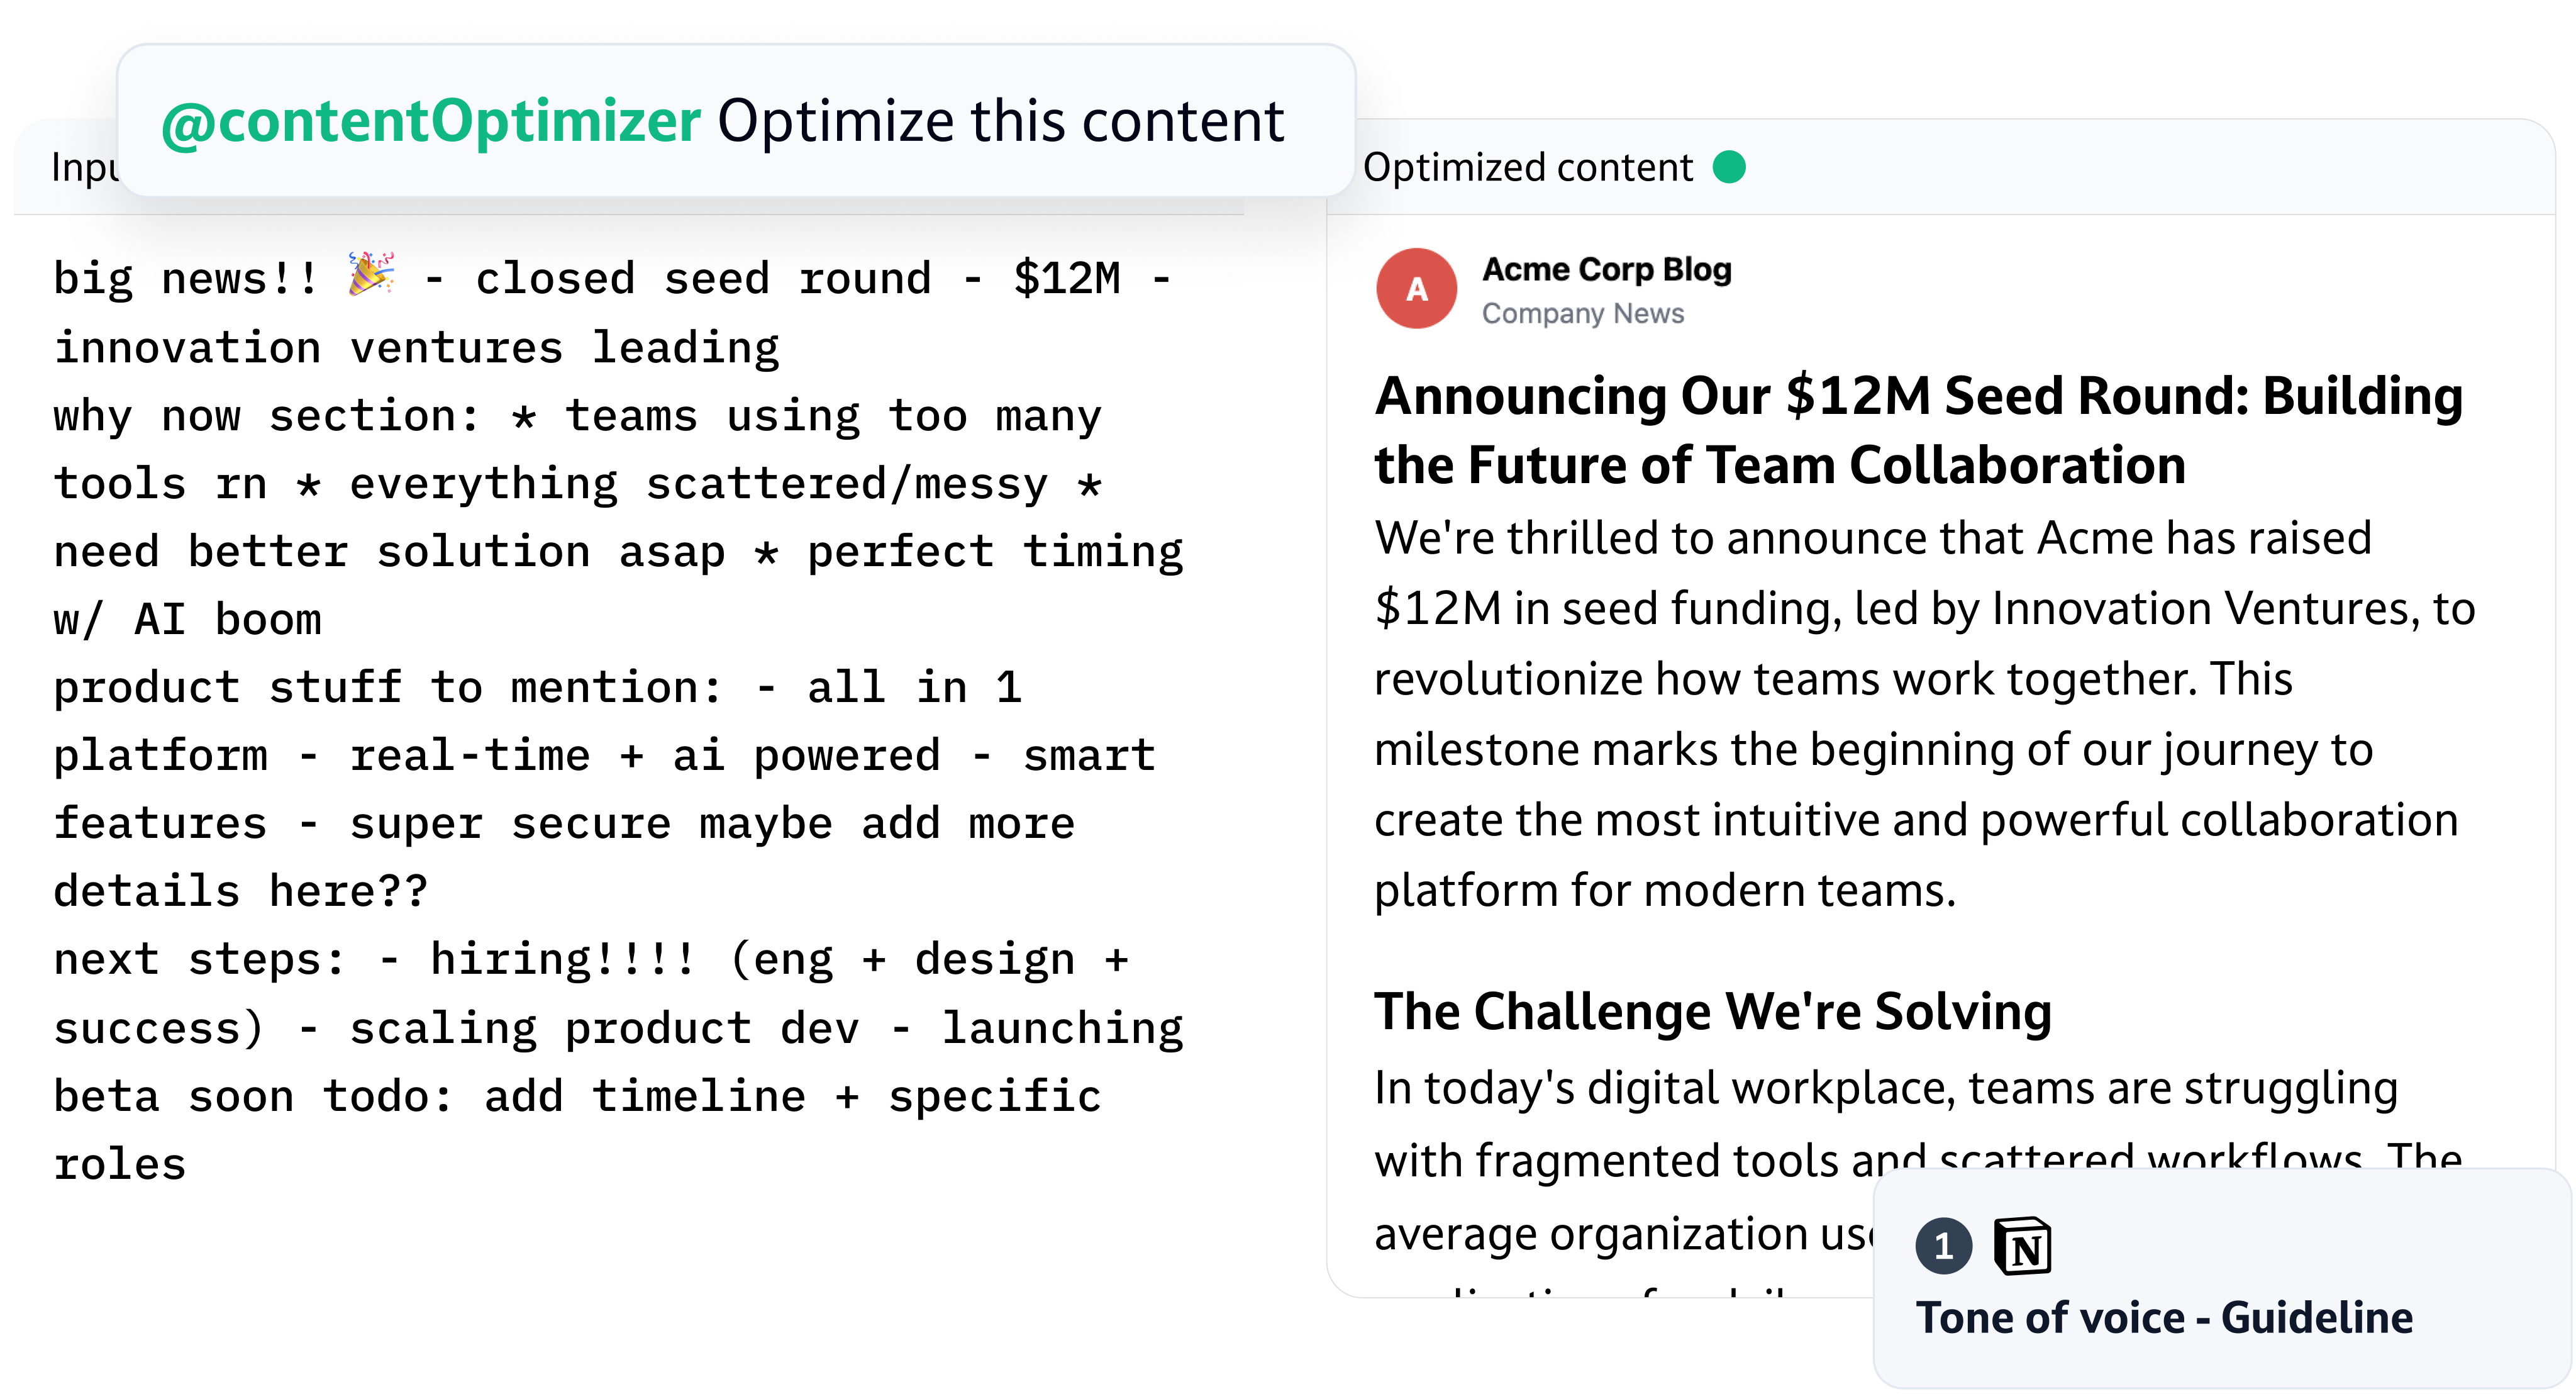 @contentOptimizer Optimize this content
big news!! 🎉 - closed seed round - $12M -
innovation ventures leading
why now section: * teams using too many
tools rn * everything scattered/messy *
need better solution asap * perfect timing
w/ AI boom
product stuff to mention: - all in 1
platform - real-time + ai powered - smart
features - super secure maybe add more
details here??
next steps: - hiring!!!! (eng + design +
success) - scaling product dev - launching
beta soon todo: add timeline + specific
roles
Optimized content
A
Acme Corp Blog
Company News
Announcing Our $12M Seed Round: Building
the Future of Team Collaboration
We're thrilled to announce that Acme has raised
$12M in seed funding, led by Innovation Ventures, to
revolutionize how teams work together. This
milestone marks the beginning of our journey to
create the most intuitive and powerful collaboration
platform for modern teams.
The Challenge We're Solving
In today's digital workplace, teams are struggling
with fragmented tools and scattered workflows. The
average organization
1 N
Tone of voice - Guideline